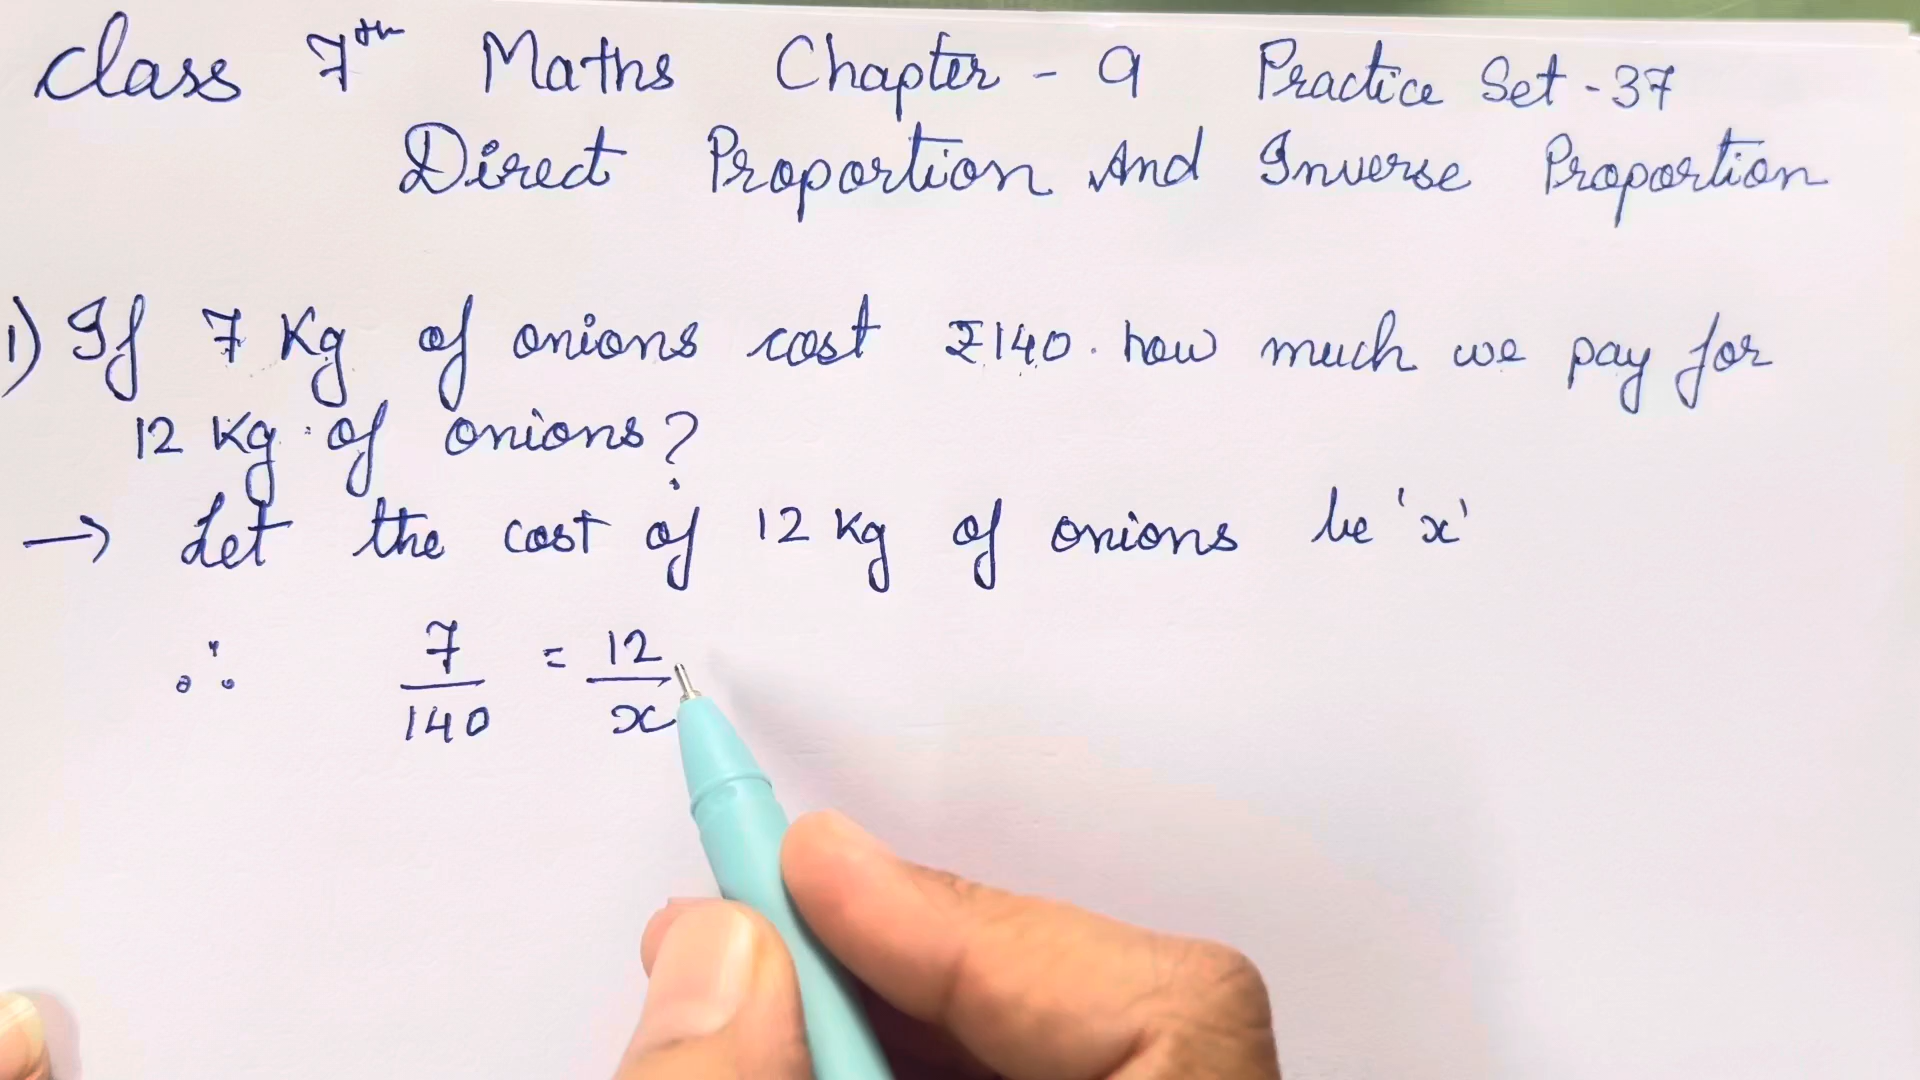 Class 7th Maths Chapter - 9 Practice Set - 37
Direct Proportion And Inverse Proportion
1) If 7 Kg of onions cost ₹140. how much we pay for
12 Kg of onions?
→ Let the cost of 12 Kg of onions be 'x'
∴ 7/140 = 12/x